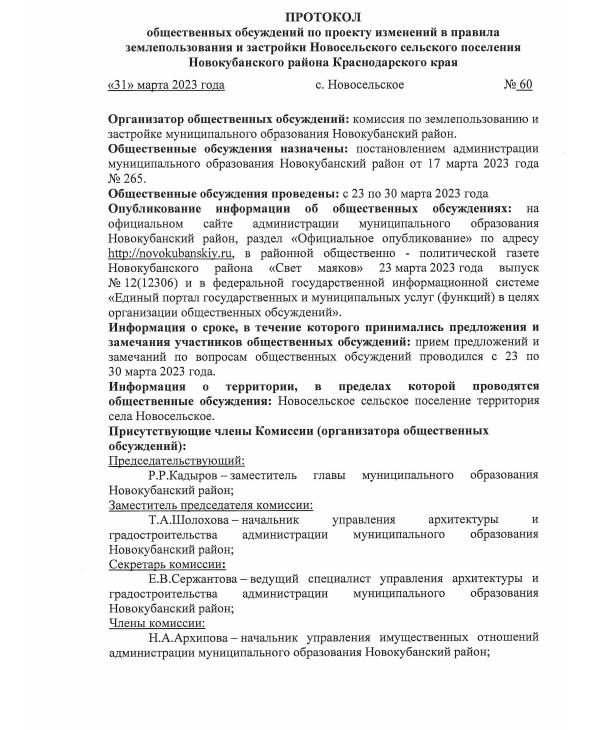 ПРОТОКОЛ
общественных обсуждений по проекту изменений в правила
землепользования и застройки Новосельского сельского поселения
Новокубанского района Краснодарского края
«31» марта 2023 года с. Новосельское № 60
Организатор общественных обсуждений: комиссия по землепользованию и
застройке муниципального образования Новокубанский район.
Общественные обсуждения назначены: постановлением администрации
муниципального образования Новокубанский район от 17 марта 2023 года
№ 265.
Общественные обсуждения проведены: с 23 по 30 марта 2023 года
Опубликование информации об общественных обсуждениях: на
официальном сайте администрации муниципального образования
Новокубанский район, раздел «Официальное опубликование» по адресу
http://novokubanskiy.ru, в районной общественно - политической газете
Новокубанского района «Свет маяков» 23 марта 2023 года выпуск
№ 12(12306) и в федеральной государственной информационной системе
«Единый портал государственных и муниципальных услуг (функций) в целях
организации общественных обсуждений».
Информация о сроке, в течение которого принимались предложения и
замечания участников общественных обсуждений: прием предложений и
замечаний по вопросам общественных обсуждений проводился с 23 по
30 марта 2023 года.
Информация о территории, в пределах которой проводятся
общественные обсуждения: Новосельское сельское поселение территория
села Новосельское.
Присутствующие члены Комиссии (организатора общественных
обсуждений):
Председательствующий:
Р.Р.Кадыров – заместитель главы муниципального образования
Новокубанский район;
Заместитель председателя комиссии:
Т.А.Шолохова – начальник управления архитектуры и
градостроительства администрации муниципального образования
Новокубанский район;
Секретарь комиссии:
Е.В.Сержантова – ведущий специалист управления архитектуры и
градостроительства администрации муниципального образования
Новокубанский район;
Члены комиссии:
Н.А.Архипова – начальник управления имущественных отношений
администрации муниципального образования Новокубанский район;